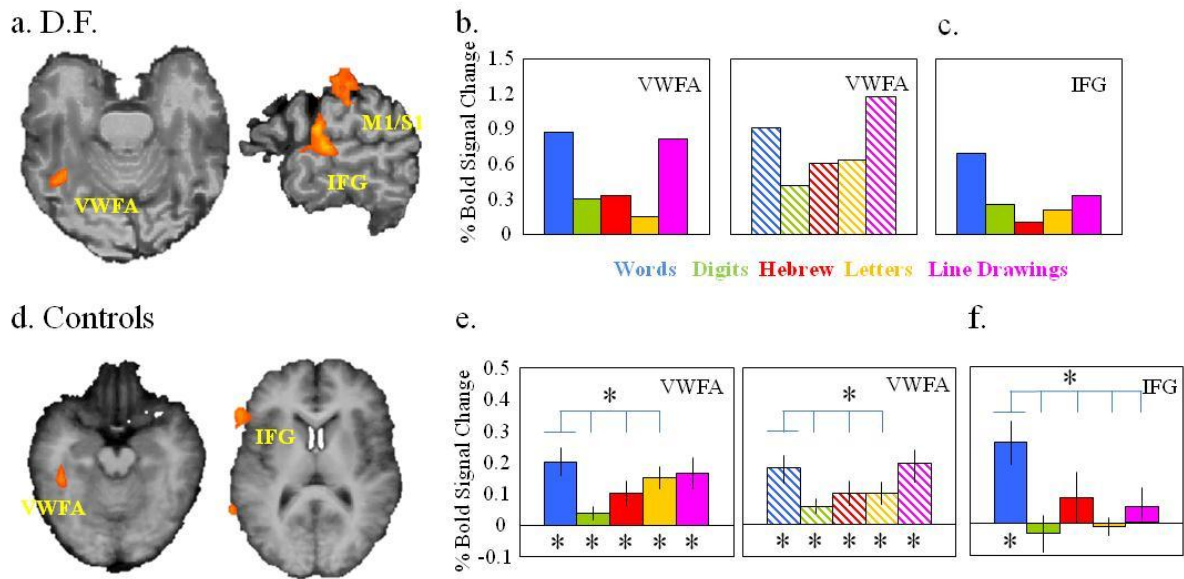 a. D.F.
VWFA
M1/S1
IFG
b.
c.
% Bold Signal Change
1.5
1.2
0.9
0.6
0.3
0
VWFA
VWFA
IFG
Words Digits Hebrew Letters Line Drawings
d. Controls
VWFA
IFG
e.
f.
% Bold Signal Change
0.5
0.4
0.3
0.2
0.1
0
-0.1
VWFA
*
* * * * *
VWFA
*
* * * * *
IFG
*
*